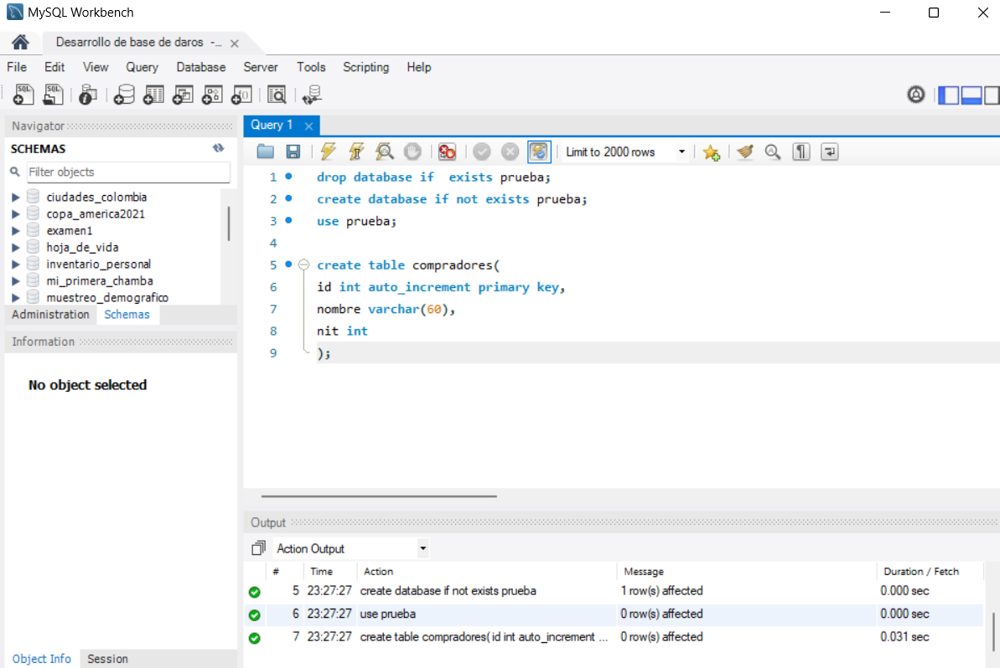 MySQL Workbench
Desarrollo de base de daros -...
File Edit View Query Database Server Tools Scripting Help
Navigator
SCHEMAS
Filter objects
ciudades_colombia
copa_america2021
examen1
hoja_de_vida
inventario_personal
mi_primera_chamba
muestreo_demografico
Administration Schemas
Information
No object selected
Object Info Session
Query 1
Limit to 2000 rows
1 drop database if  exists prueba;
2 create database if not exists prueba;
3 use prueba;
4
5 create table compradores(
6 id int auto_increment primary key,
7 nombre varchar(60),
8 nit int
9 );
Output
Action Output
# Time Action Message Duration / Fetch
5 23:27:27 create database if not exists prueba 1 row(s) affected 0.000 sec
6 23:27:27 use prueba 0 row(s) affected 0.000 sec
7 23:27:27 create table compradores( id int auto_increment ... 0 row(s) affected 0.031 sec